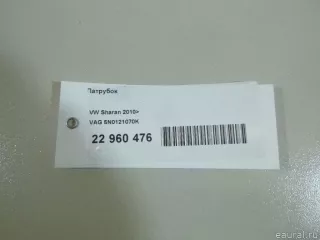 Патрубок
VW Sharan 2010>
VAG 5N0121070K
22 960 476
eaural.ru